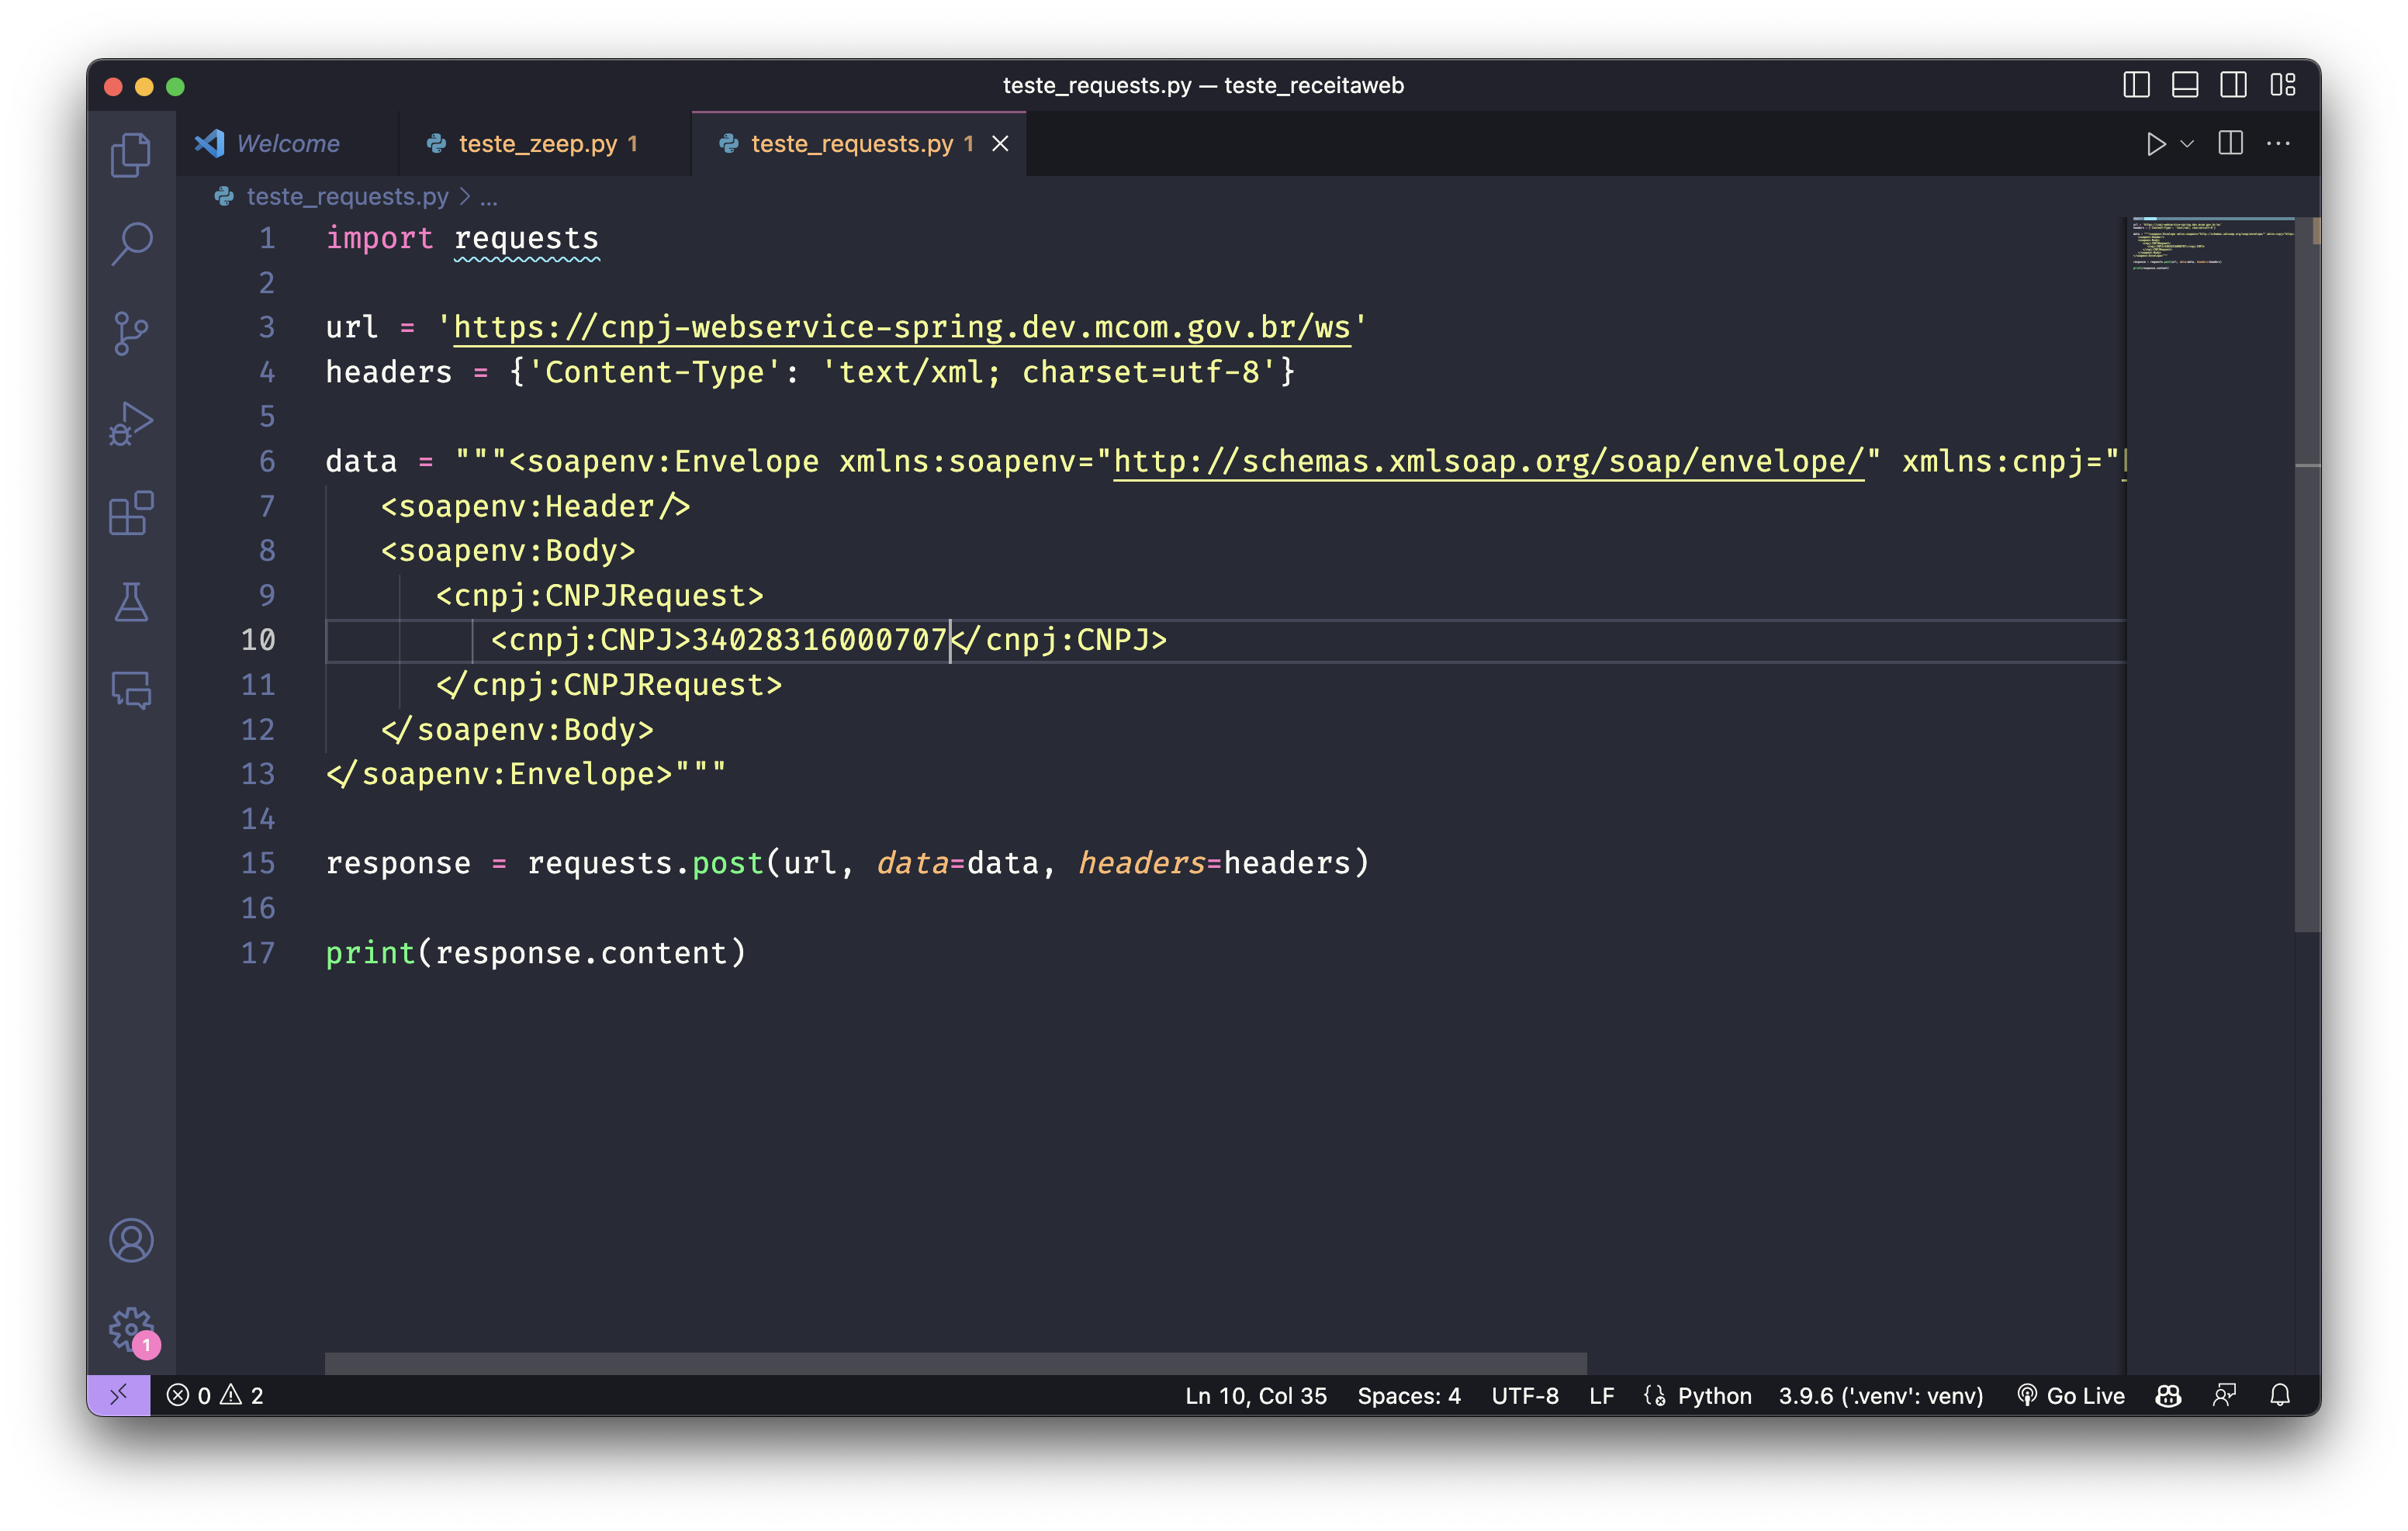 teste_requests.py — teste_receitaweb
Welcome
teste_zeep.py 1
teste_requests.py 1
teste_requests.py > ...
1 import requests
2
3 url = 'https://cnpj-webservice-spring.dev.mcom.gov.br/ws'
4 headers = {'Content-Type': 'text/xml; charset=utf-8'}
5
6 data = """<soapenv:Envelope xmlns:soapenv="http://schemas.xmlsoap.org/soap/envelope/" xmlns:cnpj="
7 <soapenv:Header/>
8 <soapenv:Body>
9 <cnpj:CNPJRequest>
10 <cnpj:CNPJ>34028316000707</cnpj:CNPJ>
11 </cnpj:CNPJRequest>
12 </soapenv:Body>
13 </soapenv:Envelope>"""
14
15 response = requests.post(url, data=data, headers=headers)
16
17 print(response.content)
1
0 2
Ln 10, Col 35 Spaces: 4 UTF-8 LF Python 3.9.6 ('.venv': venv) Go Live